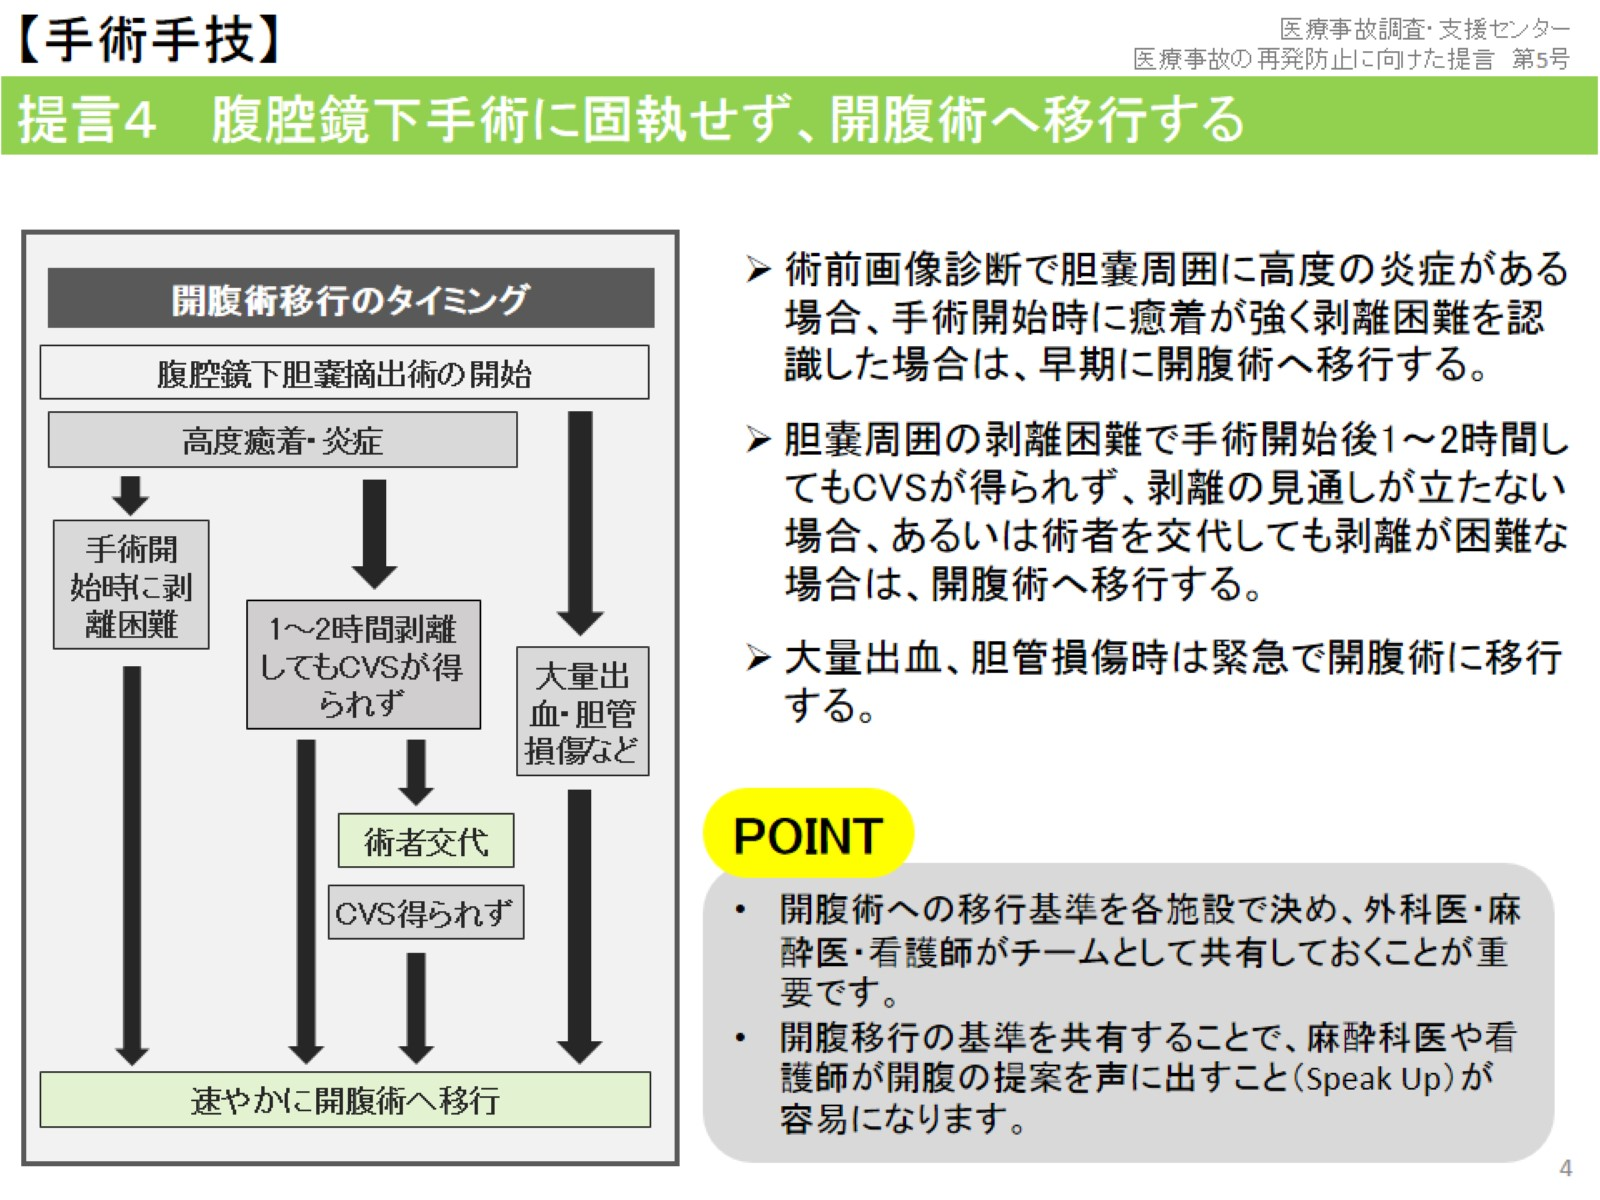 【手術手技】
医療事故調査・支援センター
医療事故の再発防止に向けた提言　第5号
提言４　腹腔鏡下手術に固執せず、開腹術へ移行する
開腹術移行のタイミング
腹腔鏡下胆嚢摘出術の開始
高度癒着・炎症
手術開
始時に剥
離困難
1～2時間剥離
してもCVSが得
られず
大量出
血・胆管
損傷など
術者交代
CVS得られず
速やかに開腹術へ移行
➢ 術前画像診断で胆嚢周囲に高度の炎症がある
場合、手術開始時に癒着が強く剥離困難を認
識した場合は、早期に開腹術へ移行する。
➢ 胆嚢周囲の剥離困難で手術開始後1～2時間し
てもCVSが得られず、剥離の見通しが立たない
場合、あるいは術者を交代しても剥離が困難な
場合は、開腹術へ移行する。
➢ 大量出血、胆管損傷時は緊急で開腹術に移行
する。
POINT
• 開腹術への移行基準を各施設で決め、外科医・麻
酔医・看護師がチームとして共有しておくことが重
要です。
• 開腹移行の基準を共有することで、麻酔科医や看
護師が開腹の提案を声に出すこと（Speak Up）が
容易になります。
4